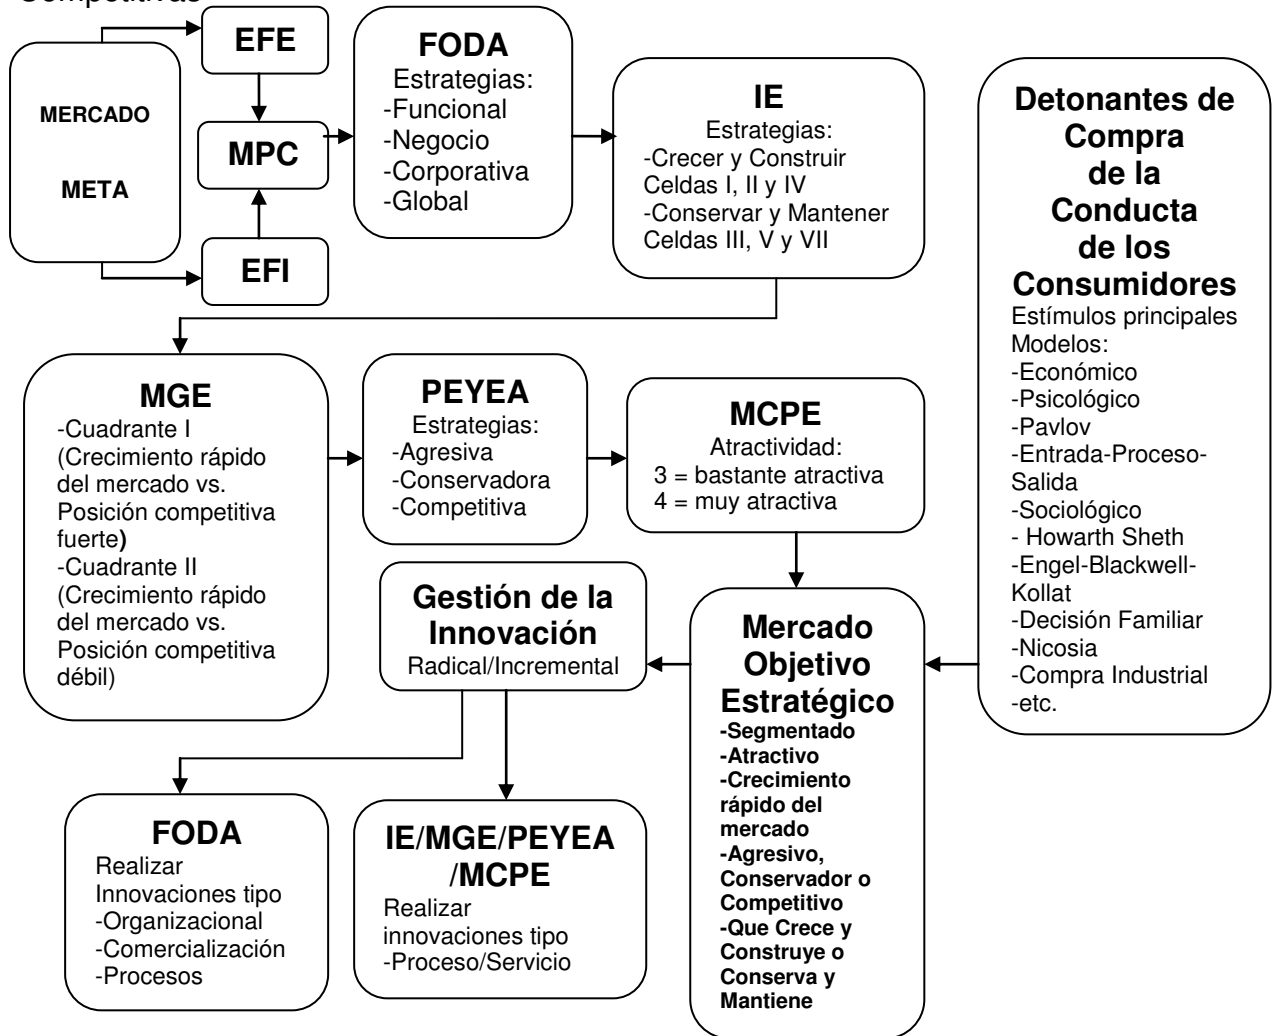 Competitivas
MERCADO
META
EFE
MPC
EFI
FODA
Estrategias:
-Funcional
-Negocio
-Corporativa
-Global
IE
Estrategias:
-Crecer y Construir
Celdas I, II y IV
-Conservar y Mantener
Celdas III, V y VII
Detonantes de
Compra
de la
Conducta
de los
Consumidores
Estímulos principales
Modelos:
-Económico
-Psicológico
-Pavlov
-Entrada-Proceso-
Salida
-Sociológico
- Howarth Sheth
-Engel-Blackwell-
Kollat
-Decisión Familiar
-Nicosia
-Compra Industrial
-etc.
MGE
-Cuadrante I
(Crecimiento rápido
del mercado vs.
Posición competitiva
fuerte)
-Cuadrante II
(Crecimiento rápido
del mercado vs.
Posición competitiva
débil)
PEYEA
Estrategias:
-Agresiva
-Conservadora
-Competitiva
MCPE
Atractividad:
3 = bastante atractiva
4 = muy atractiva
Gestión de la
Innovación
Radical/Incremental
Mercado
Objetivo
Estratégico
-Segmentado
-Atractivo
-Crecimiento
rápido del
mercado
-Agresivo,
Conservador o
Competitivo
-Que Crece y
Construye o
Conserva y
Mantiene
FODA
Realizar
Innovaciones tipo
-Organizacional
-Comercialización
-Procesos
IE/MGE/PEYEA
/MCPE
Realizar
innovaciones tipo
-Proceso/Servicio